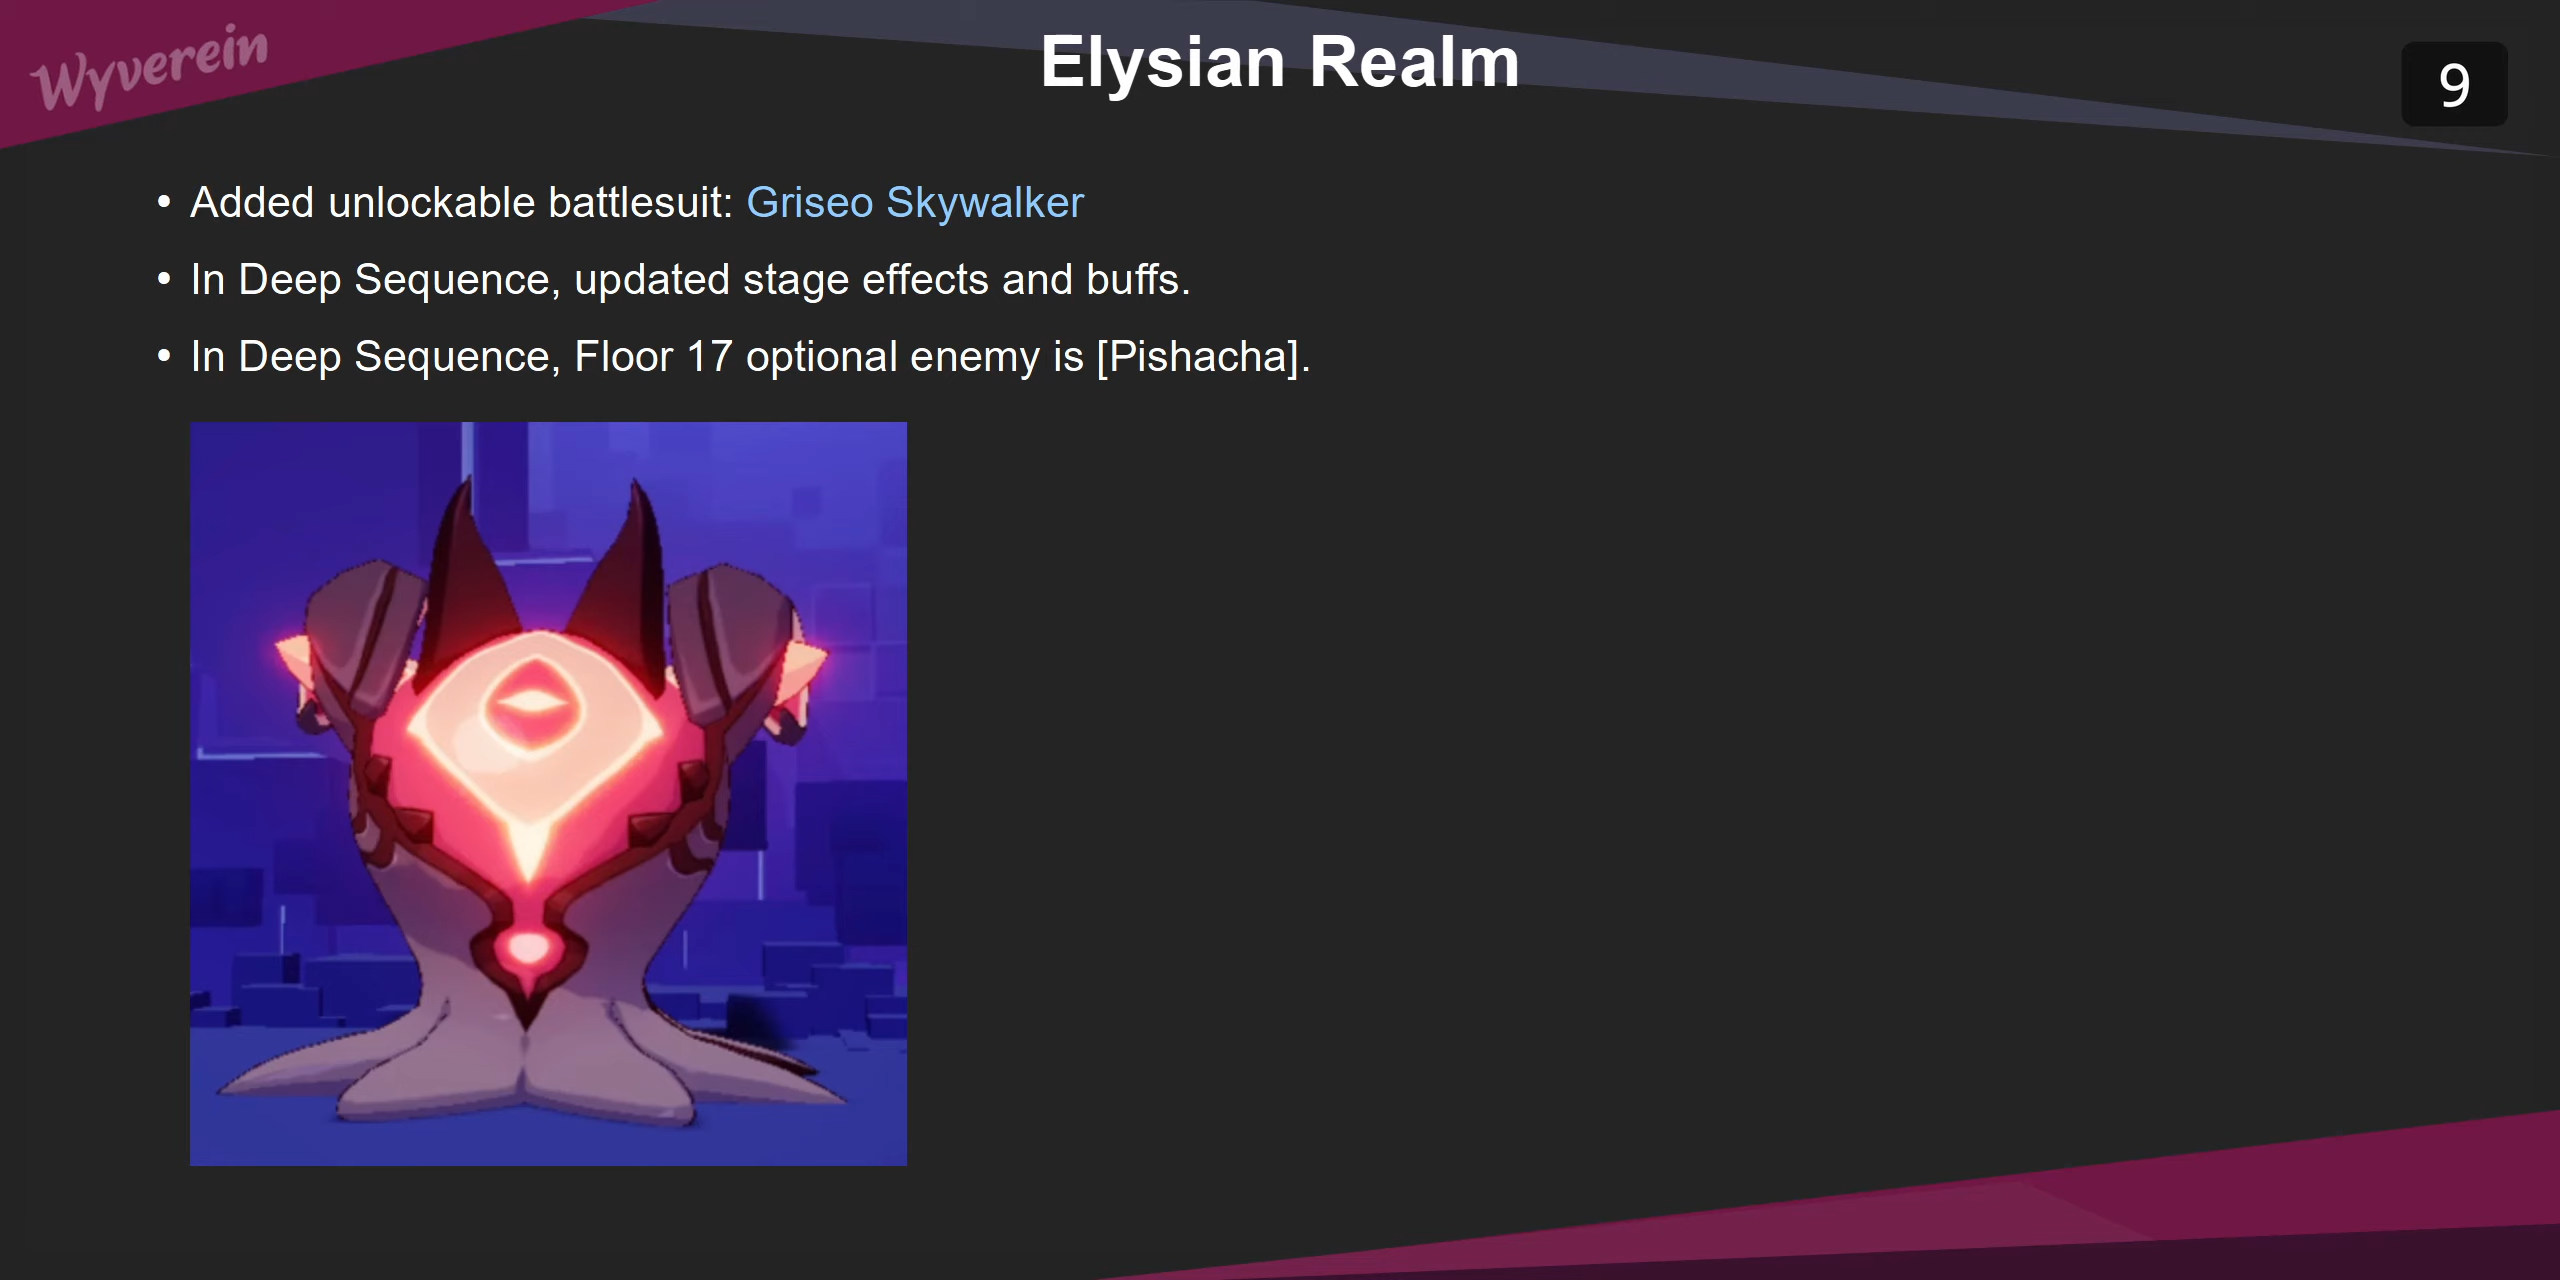 Wyverein
Elysian Realm
9
• Added unlockable battlesuit: Griseo Skywalker
• In Deep Sequence, updated stage effects and buffs.
• In Deep Sequence, Floor 17 optional enemy is [Pishacha].